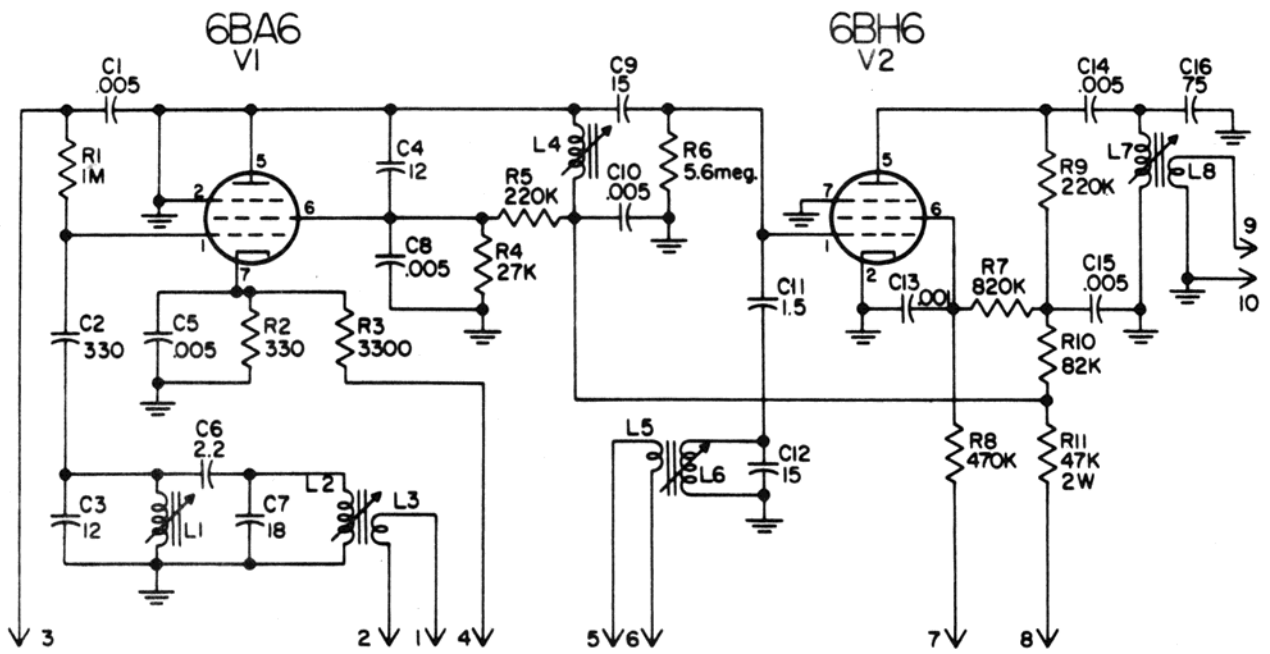 6BA6
V1
6BH6
V2
C1
.005
C9
15
C14
.005
C16
75
R1
1M
5
2
6
1
7
C4
12
L4
R5
220K
C10
.005
R6
5.6meg.
5
7
6
1
2
R9
220K
L7
L8
9
10
C8
.005
R4
27K
C11
1.5
C13
.001
R7
820K
C15
.005
C2
330
C5
.005
R2
330
R3
3300
R10
82K
C6
2.2
C3
12
L1
C7
18
L2
L3
L5
L6
C12
15
R8
470K
R11
47K
2W
3
2
1
4
5
6
7
8